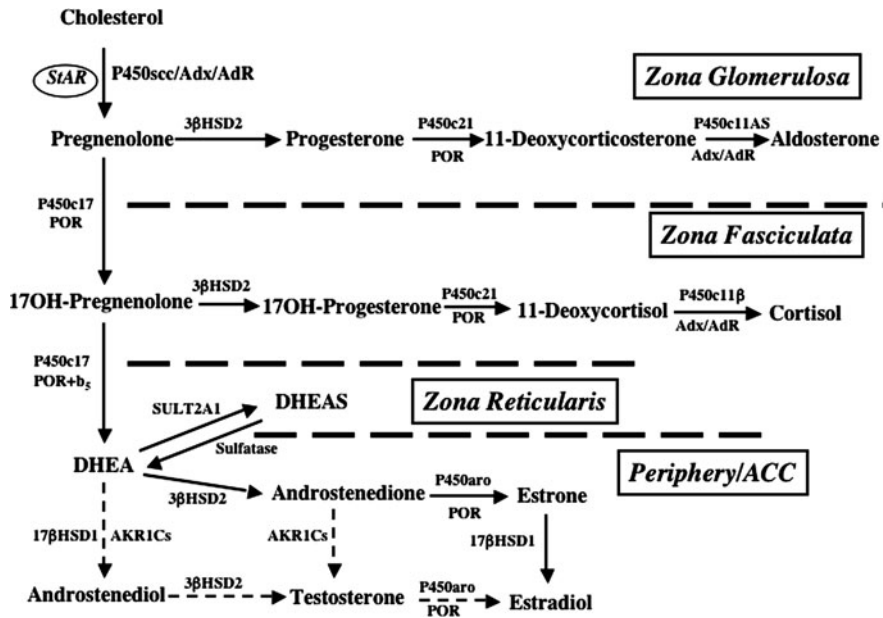 Cholesterol
StAR
P450scc/Adx/AdR
Zona Glomerulosa
Pregnenolone
3βHSD2
Progesterone
P450c21
POR
11-Deoxycorticosterone
P450c11AS
Adx/AdR
Aldosterone
P450c17
POR
Zona Fasciculata
17OH-Pregnenolone
3βHSD2
17OH-Progesterone
P450c21
POR
11-Deoxycortisol
P450c11β
Adx/AdR
Cortisol
P450c17
POR+b₅
SULT2A1
DHEAS
Sulfatase
Zona Reticularis
DHEA
Periphery/ACC
3βHSD2
Androstenedione
P450aro
POR
Estrone
17βHSD1
AKR1Cs
AKR1Cs
17βHSD1
Androstenediol
3βHSD2
Testosterone
P450aro
POR
Estradiol